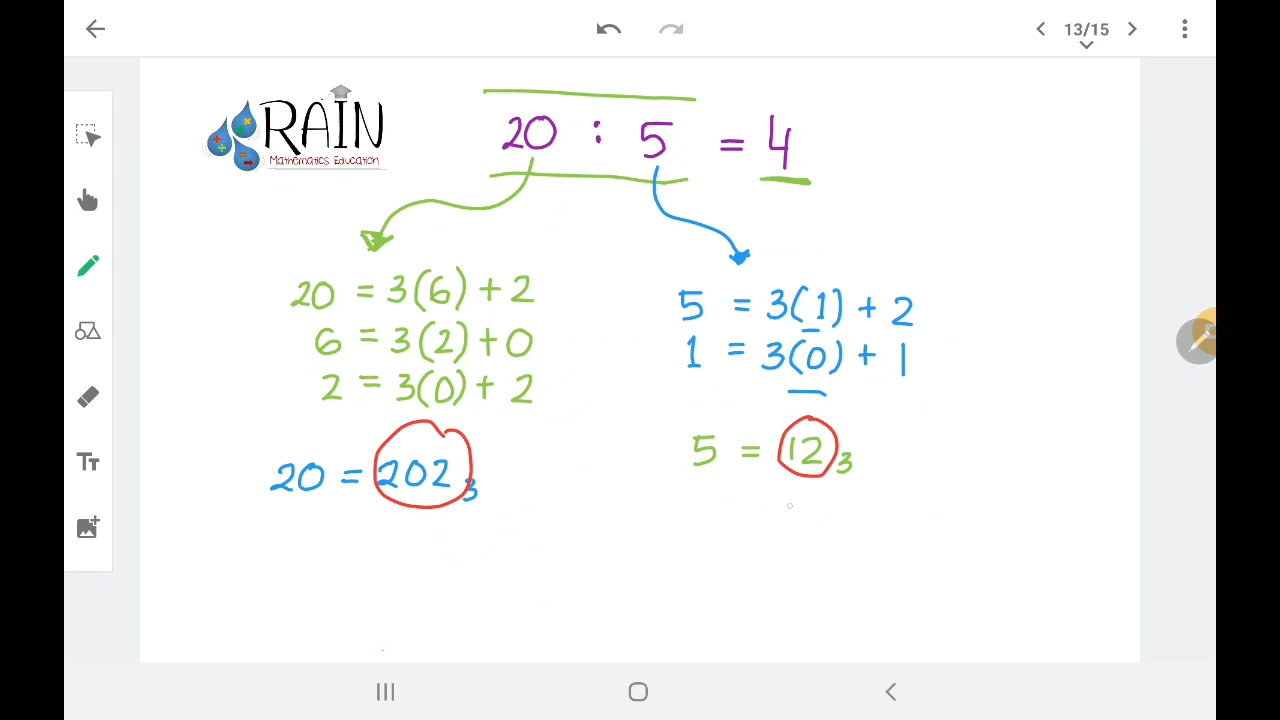 13/15
RAIN
Mathematics Education
20 : 5 = 4
20 = 3(6) + 2
6 = 3(2) + 0
2 = 3(0) + 2
20 = 202₃
5 = 3(1) + 2
1 = 3(0) + 1
5 = 12₃
Tт